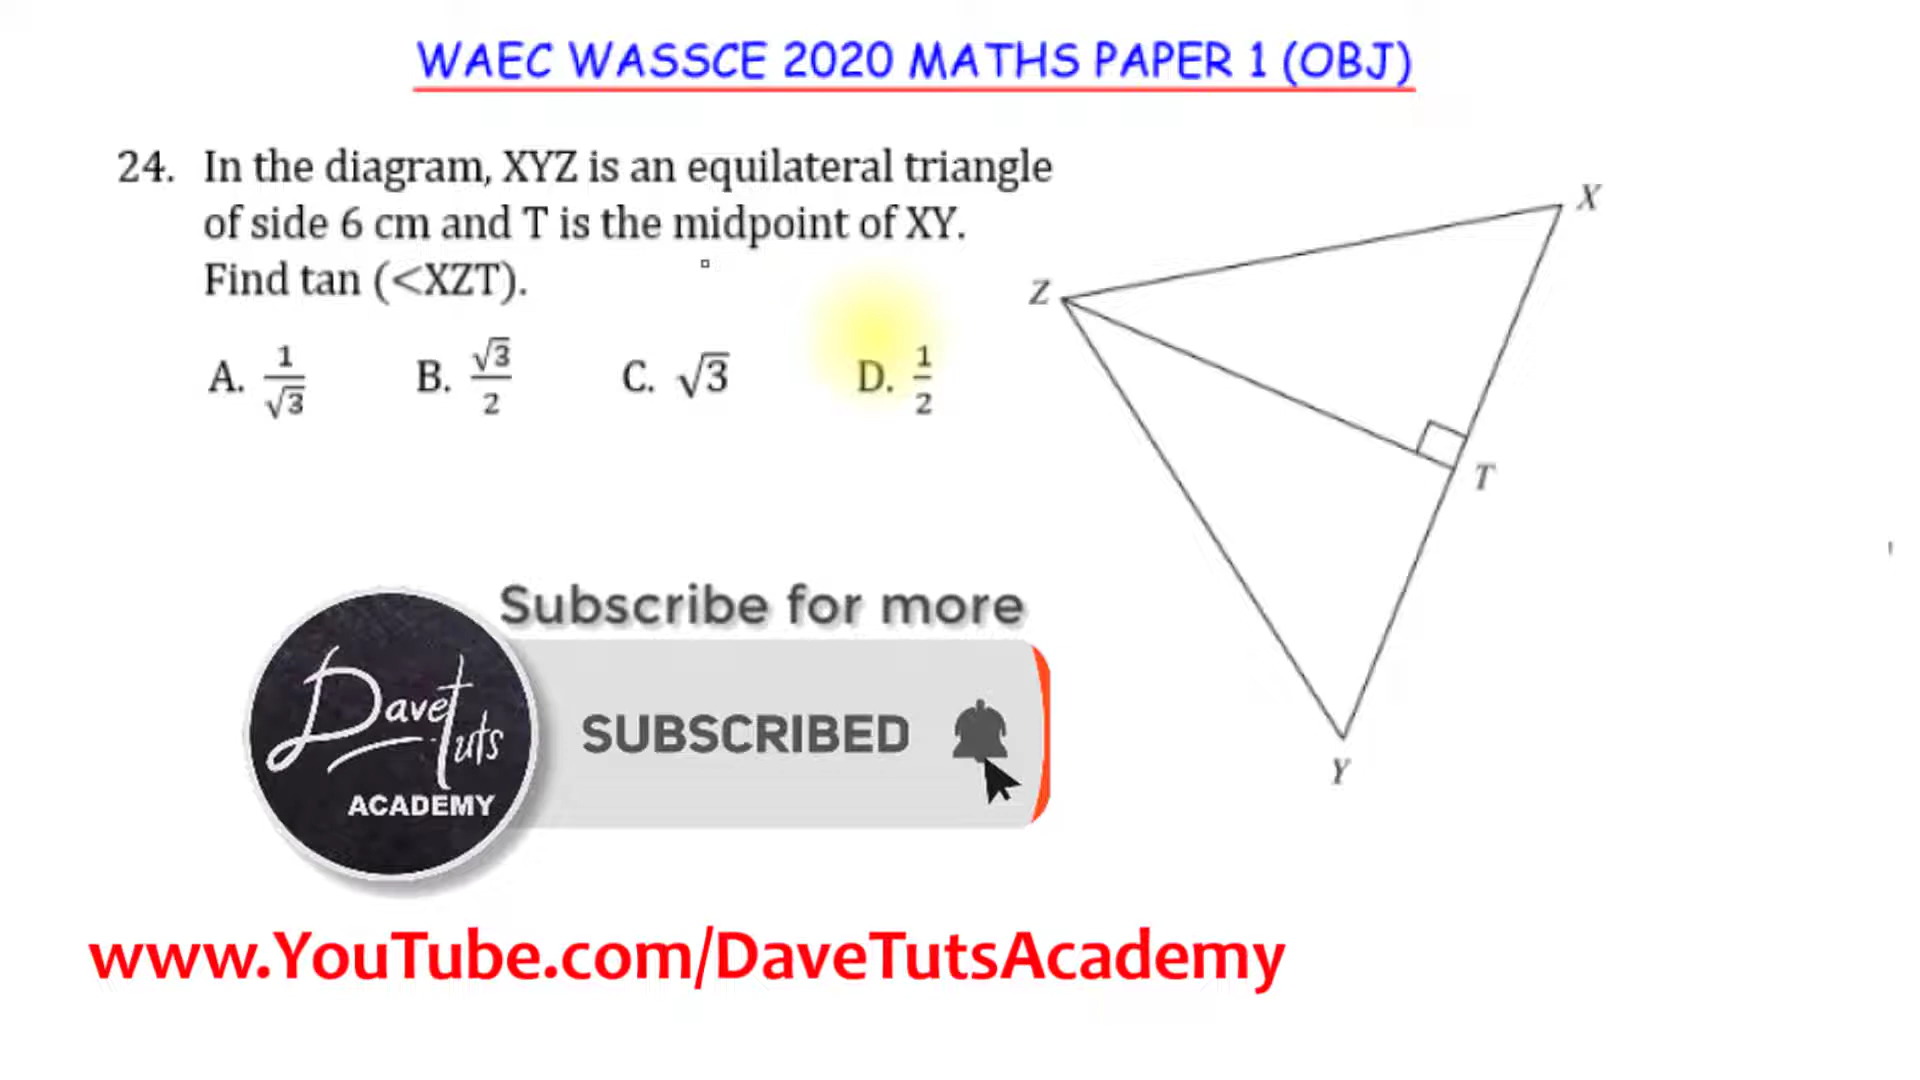 WAEC WASSCE 2020 MATHS PAPER 1 (OBJ)
24. In the diagram, XYZ is an equilateral triangle
of side 6 cm and T is the midpoint of XY.
Find tan (<XZT).
A. 1/√3 B. √3/2 C. √3 D. 1/2
X
Z
T
Y
Subscribe for more
SUBSCRIBED
Dave Tuts
ACADEMY
www.YouTube.com/DaveTutsAcademy